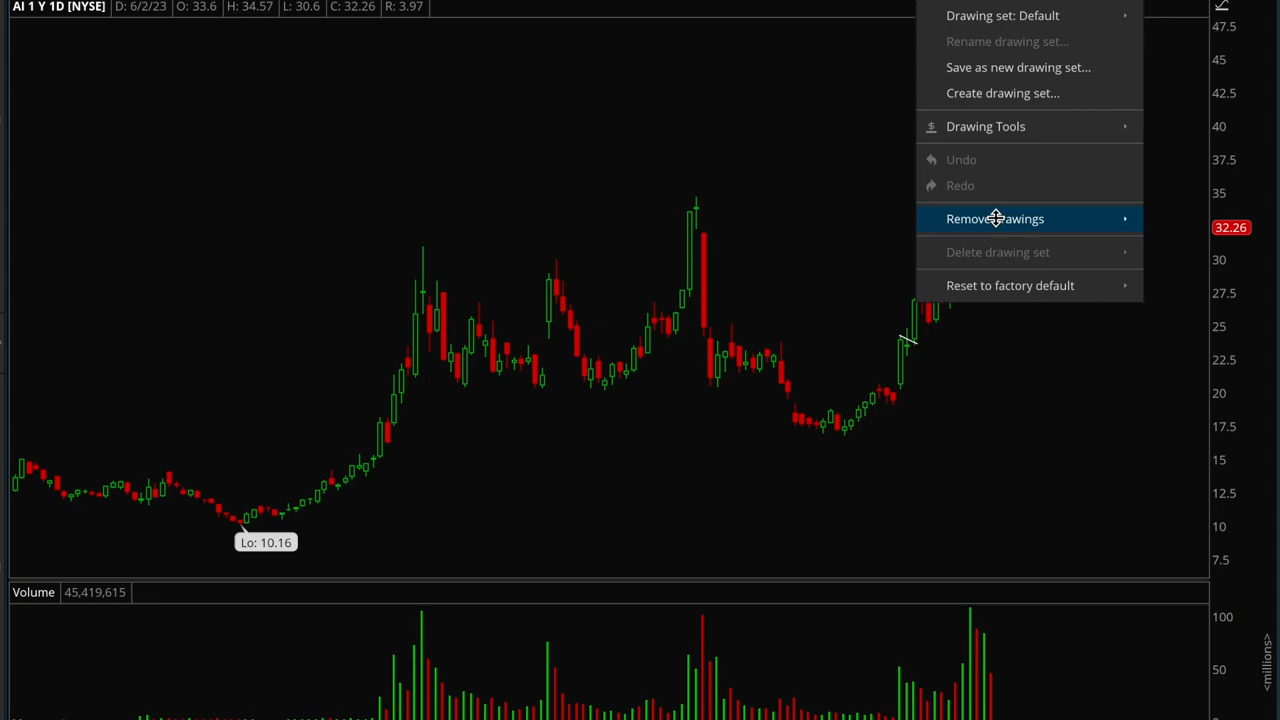 AI 1 Y 1D [NYSE] D: 6/2/23 O: 33.6 H: 34.57 L: 30.6 C: 32.26 R: 3.97
Drawing set: Default
Rename drawing set...
Save as new drawing set...
Create drawing set...
Drawing Tools
Undo
Redo
Remove drawings
Delete drawing set
Reset to factory default
47.5
45
42.5
40
37.5
35
32.26
30
27.5
25
22.5
20
17.5
15
12.5
10
7.5
Lo: 10.16
Volume 45,419,615
100
50
<millions>